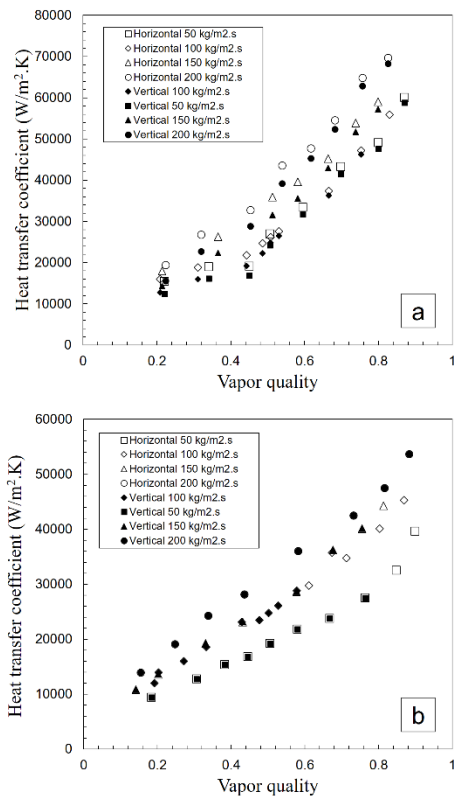 80000
70000
60000
50000
40000
30000
20000
10000
0
Heat transfer coefficient (W/m².K)
Horizontal 50 kg/m2.s
Horizontal 100 kg/m2.s
Horizontal 150 kg/m2.s
Horizontal 200 kg/m2.s
Vertical 100 kg/m2.s
Vertical 50 kg/m2.s
Vertical 150 kg/m2.s
Vertical 200 kg/m2.s
a
0 0.2 0.4 0.6 0.8 1
Vapor quality
60000
50000
40000
30000
20000
10000
0
Heat transfer coefficient (W/m².K)
Horizontal 50 kg/m2.s
Horizontal 100 kg/m2.s
Horizontal 150 kg/m2.s
Horizontal 200 kg/m2.s
Vertical 100 kg/m2.s
Vertical 50 kg/m2.s
Vertical 150 kg/m2.s
Vertical 200 kg/m2.s
b
0 0.2 0.4 0.6 0.8 1
Vapor quality